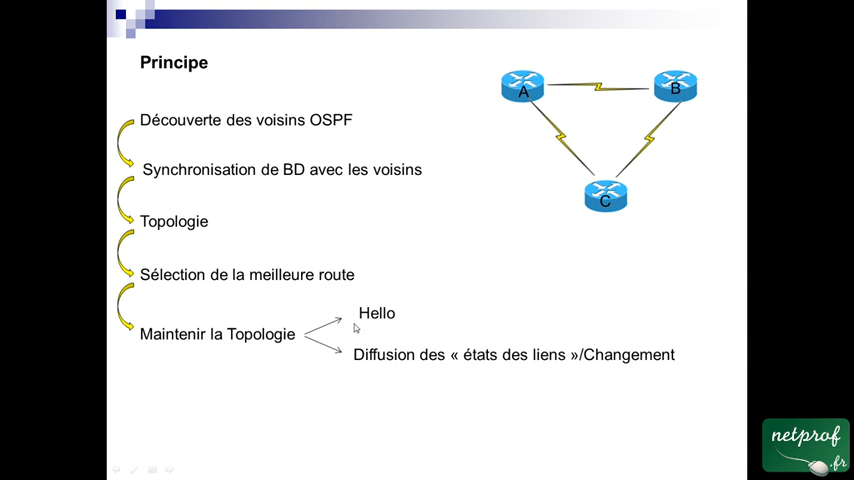 Principe
A
B
Découverte des voisins OSPF
Synchronisation de BD avec les voisins
C
Topologie
Sélection de la meilleure route
Hello
Maintenir la Topologie
Diffusion des « états des liens »/Changement
netprof
.fr